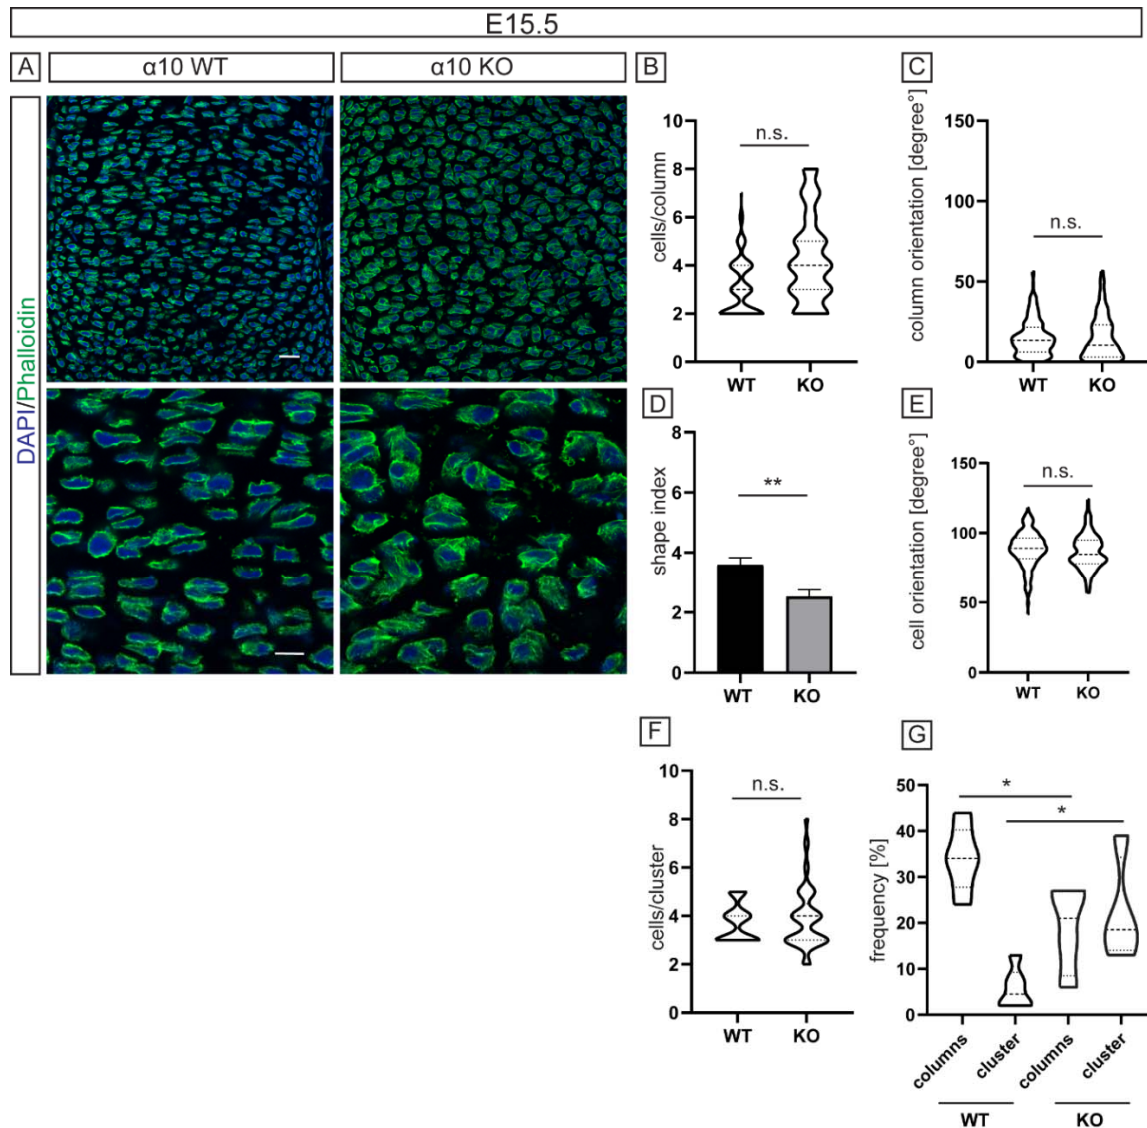 E15.5
A
α10 WT
α10 KO
DAPI/Phalloidin
B
cells/column
10
8
6
4
2
0
n.s.
WT
KO
C
column orientation [degree°]
150
100
50
0
n.s.
WT
KO
D
shape index
8
6
4
2
0
**
WT
KO
E
cell orientation [degree°]
150
100
50
0
n.s.
WT
KO
F
cells/cluster
10
8
6
4
2
0
n.s.
WT
KO
G
frequency [%]
50
40
30
20
10
0
*
*
columns
cluster
columns
cluster
WT
KO